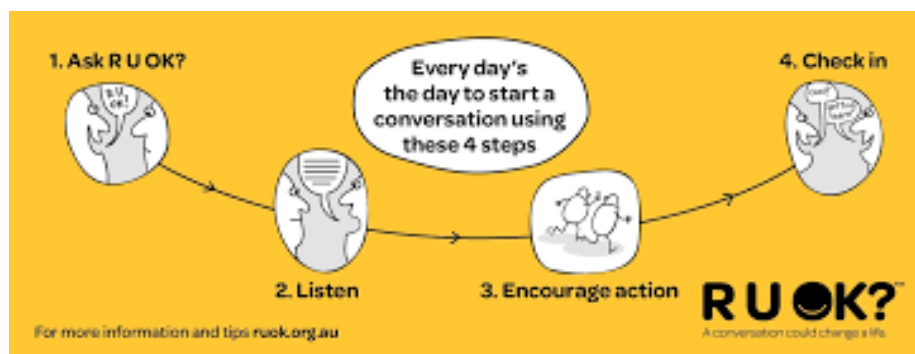 1. Ask R U OK?
R U
OK?
Every day's
the day to start a
conversation using
these 4 steps
4. Check in
2. Listen
3. Encourage action
R U OK?
A conversation could change a life.
For more information and tips ruok.org.au